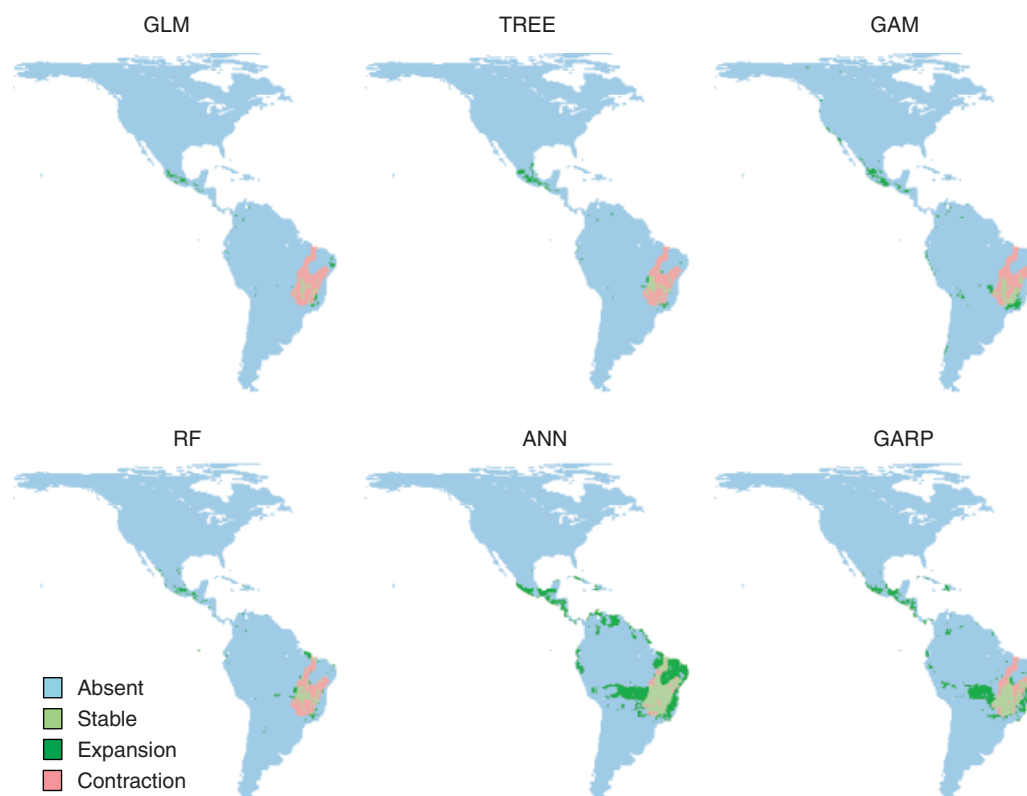 GLM
TREE
GAM
RF
ANN
GARP
Absent
Stable
Expansion
Contraction